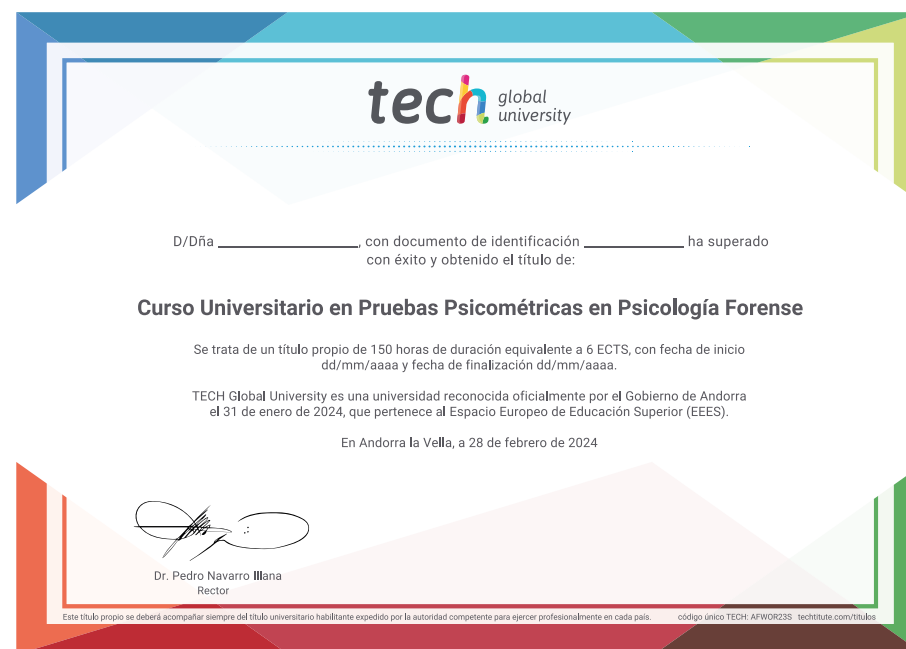 tech global university
D/Dña ____________________, con documento de identificación ______________ ha superado
con éxito y obtenido el título de:
Curso Universitario en Pruebas Psicométricas en Psicología Forense
Se trata de un título propio de 150 horas de duración equivalente a 6 ECTS, con fecha de inicio
dd/mm/aaaa y fecha de finalización dd/mm/aaaa.
TECH Global University es una universidad reconocida oficialmente por el Gobierno de Andorra
el 31 de enero de 2024, que pertenece al Espacio Europeo de Educación Superior (EEES).
En Andorra la Vella, a 28 de febrero de 2024
Dr. Pedro Navarro Illana
Rector
Este título propio se deberá acompañar siempre del título universitario habilitante expedido por la autoridad competente para ejercer profesionalmente en cada país. código único TECH: AFWOR23S techtitute.com/titulos